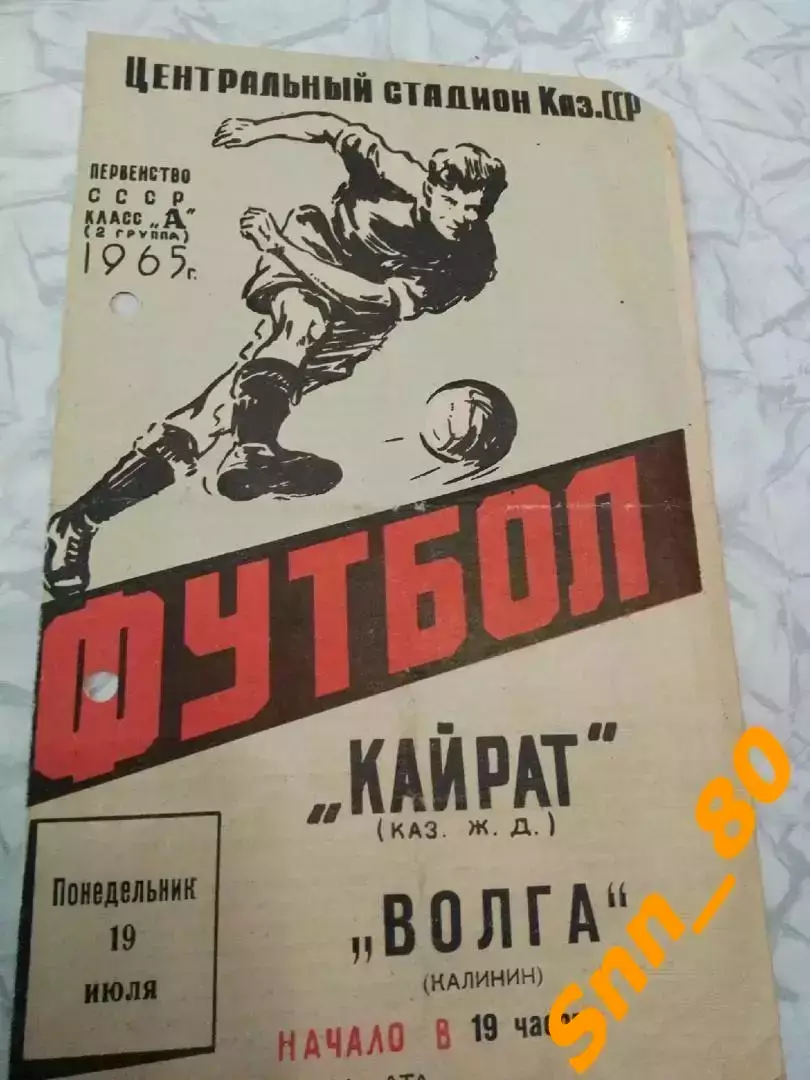 Центральный стадион Каз.ССР
ПЕРВЕНСТВО
СССР
КЛАСС „А"
(2 ГРУППА)
1965 г.
ФУТБОЛ
„КАЙРАТ"
(КАЗ. Ж. Д.)
„ВОЛГА"
(КАЛИНИН)
Понедельник
19
июля
НАЧАЛО В 19 час
Snn_80